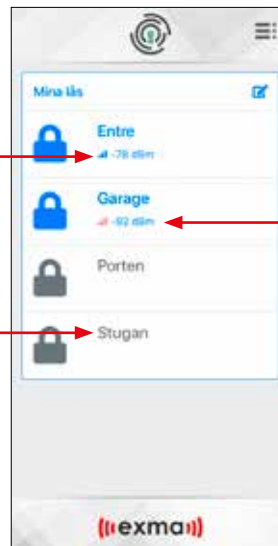 Mina lås
Entre
-78 dBm
Garage
-92 dBm
Porten
Stugan
exma